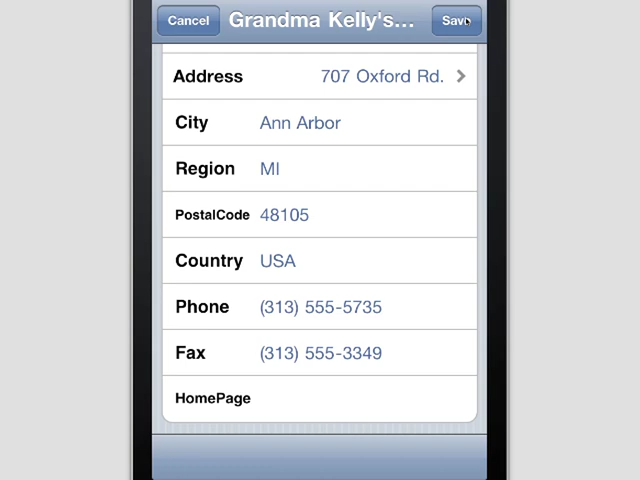 Cancel
Grandma Kelly's...
Save
Address 707 Oxford Rd.
City Ann Arbor
Region MI
PostalCode 48105
Country USA
Phone (313) 555-5735
Fax (313) 555-3349
HomePage